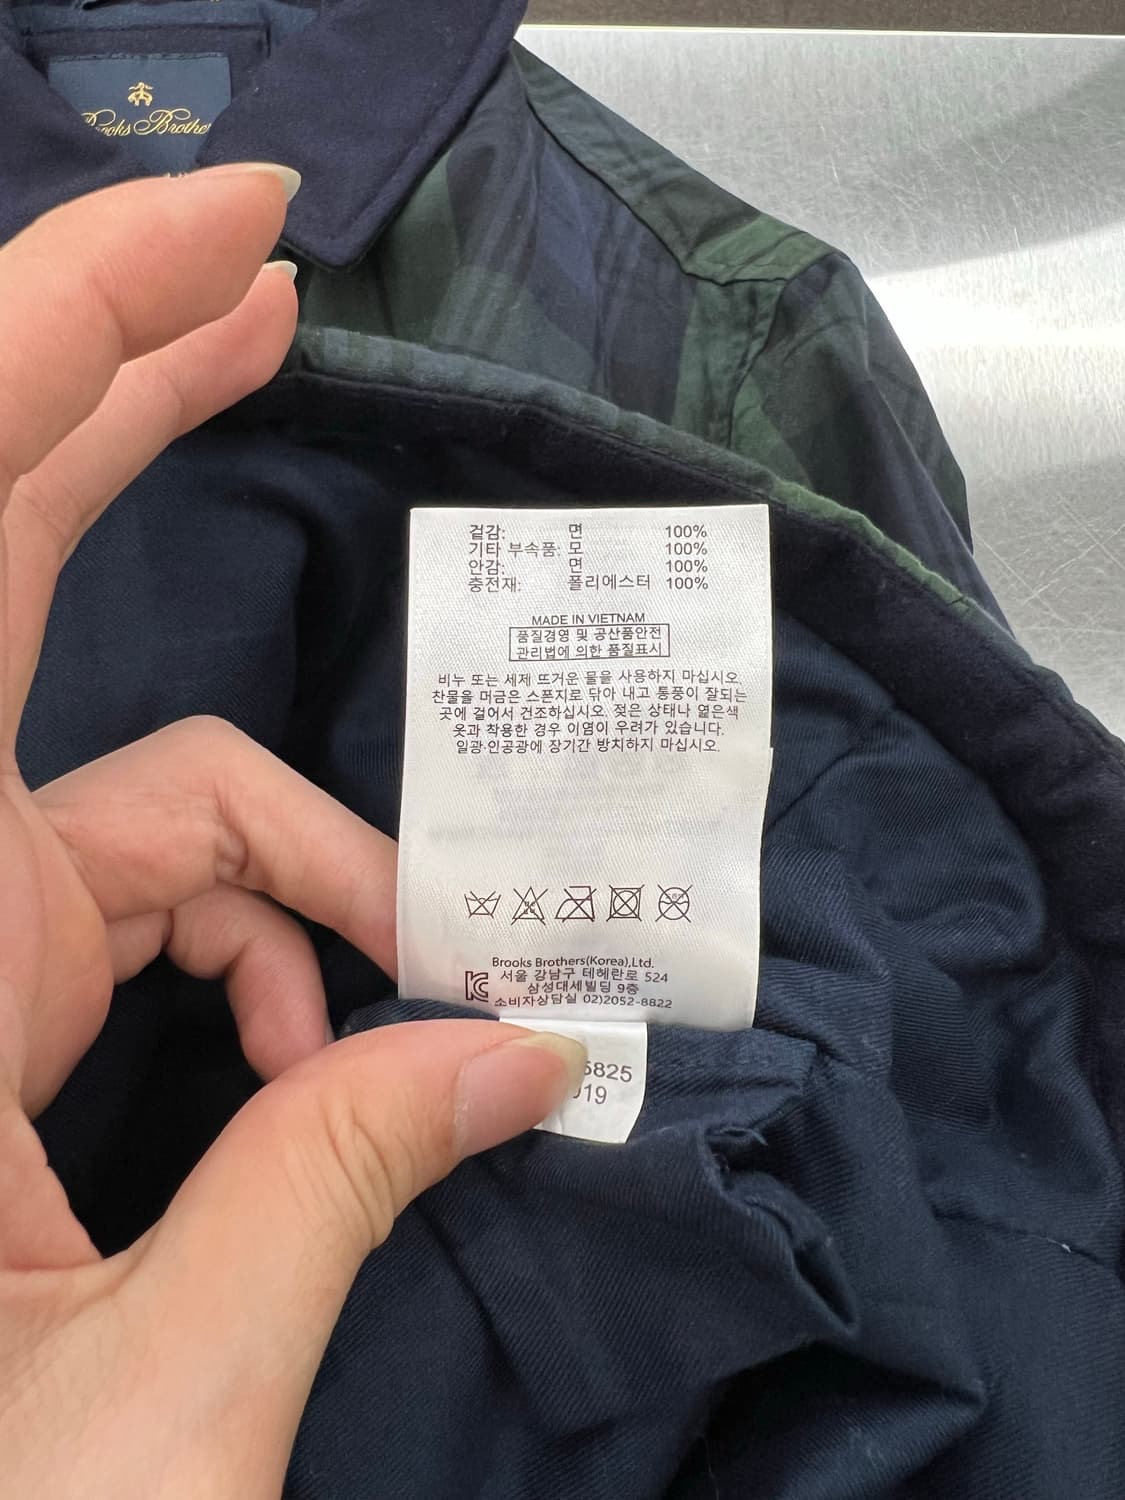 Brooks Brothers
겉감: 면 100%
기타 부속품: 모 100%
안감: 면 100%
충전재: 폴리에스터 100%
MADE IN VIETNAM
품질경영 및 공산품안전
관리법에 의한 품질표시
비누 또는 세제 뜨거운 물을 사용하지 마십시오.
찬물을 머금은 스폰지로 닦아 내고 통풍이 잘되는
곳에 걸어서 건조하십시오. 젖은 상태나 옅은색
옷과 착용한 경우 이염이 우려가 있습니다.
일광·인공광에 장기간 방치하지 마십시오.
Brooks Brothers(Korea),Ltd.
서울 강남구 테헤란로 524
삼성대세빌딩 9층
소비자상담실 02)2052-8822
5825
019